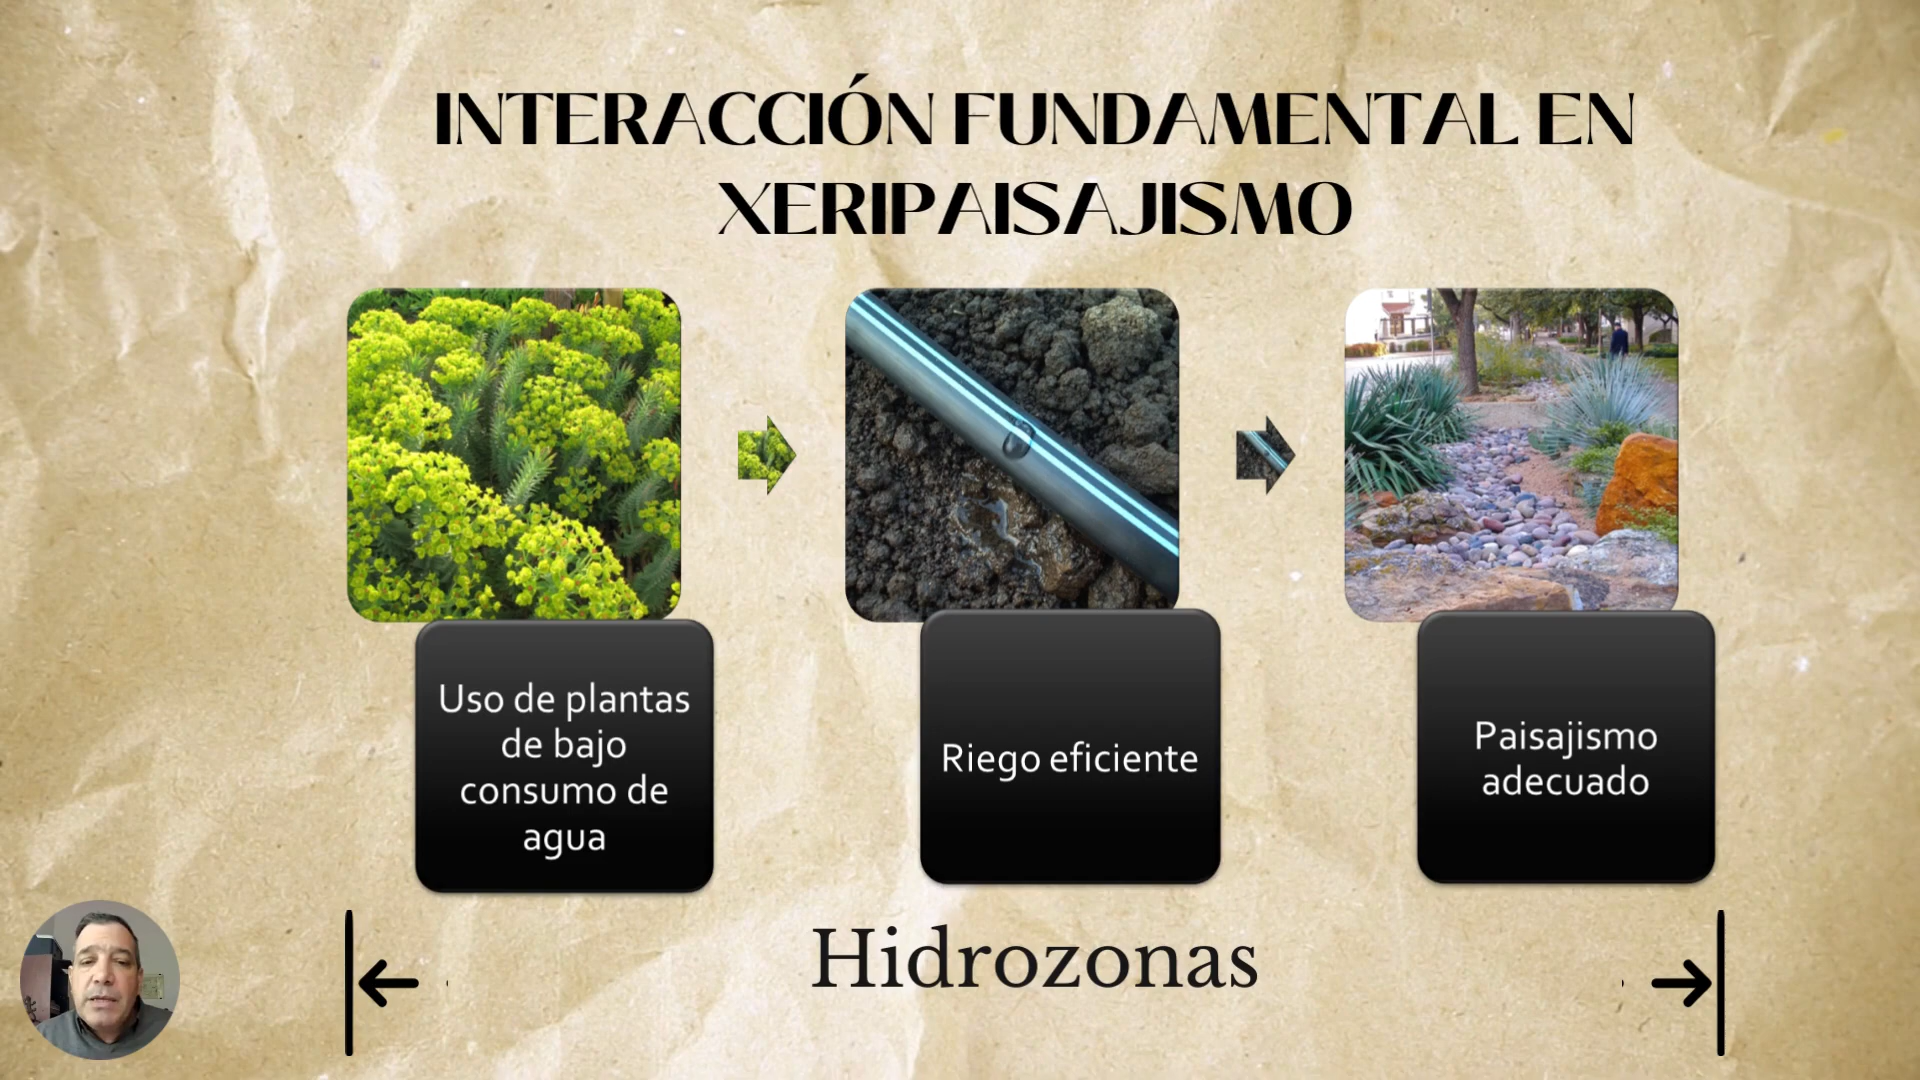 INTERACCIÓN FUNDAMENTAL EN
XERIPAISAJISMO
Uso de plantas
de bajo
consumo de
agua
Riego eficiente
Paisajismo
adecuado
Hidrozonas